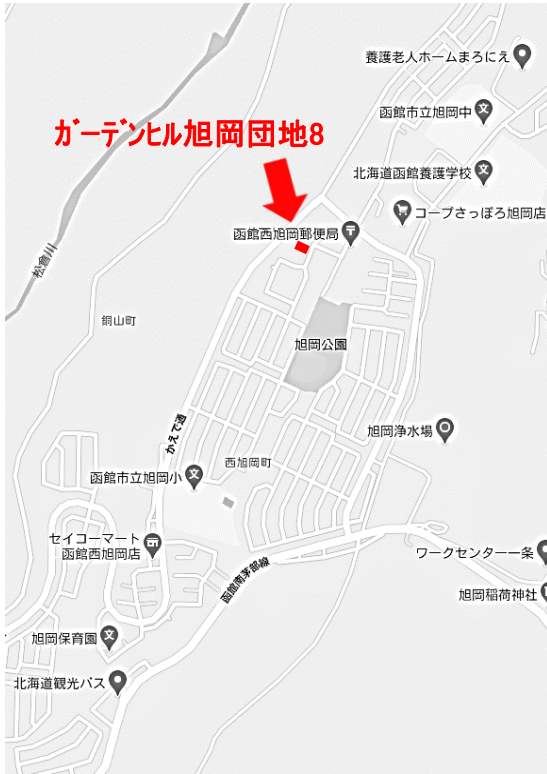 養護老人ホームまろにえ
函館市立旭岡中
ｶﾞｰﾃﾞﾝﾋﾙ旭岡団地8
北海道函館養護学校
コープさっぽろ旭岡店
函館西旭岡郵便局
松倉川
銅山町
旭岡公園
かえで通
旭岡浄水場
西旭岡町
函館市立旭岡小
セイコーマート
函館西旭岡店
ワークセンター一条
函館南茅部線
旭岡稲荷神社
旭岡保育園
北海道観光バス